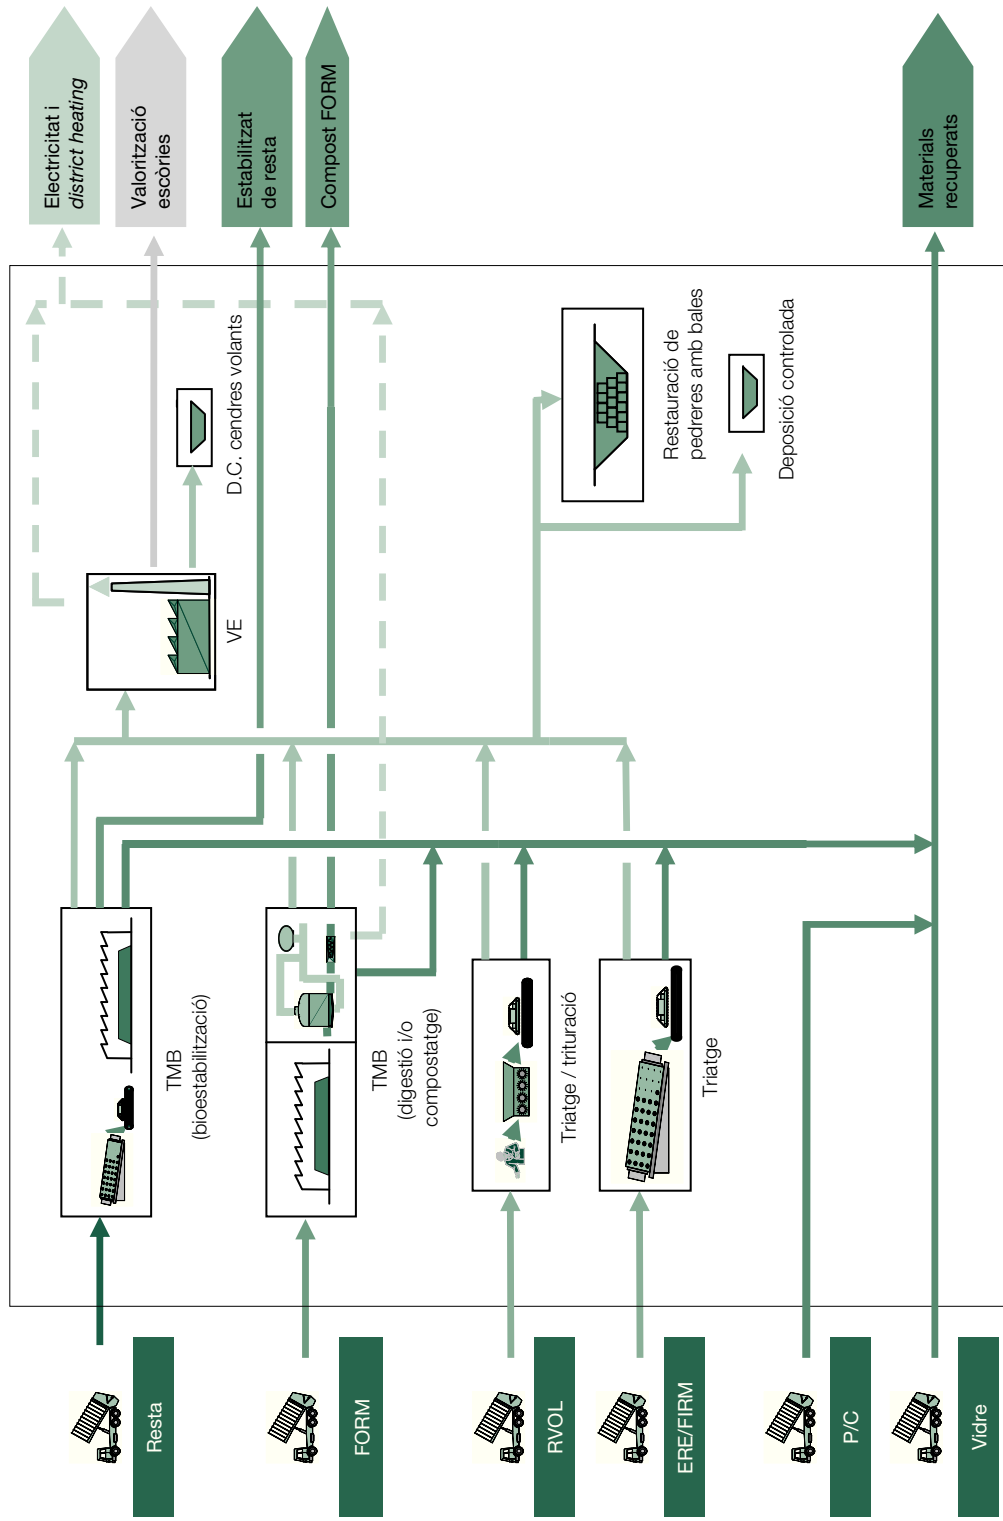 Resta
FORM
RVOL
ERE/FIRM
P/C
Vidre
TMB
(bioestabilització)
TMB
(digestió i/o
compostatge)
Triatge / trituració
Triatge
VE
D.C. cendres volants
Restauració de
pedreres amb bales
Deposició controlada
Electricitat i
district heating
Valorització
escòries
Estabilitzat
de resta
Compost FORM
Materials
recuperats